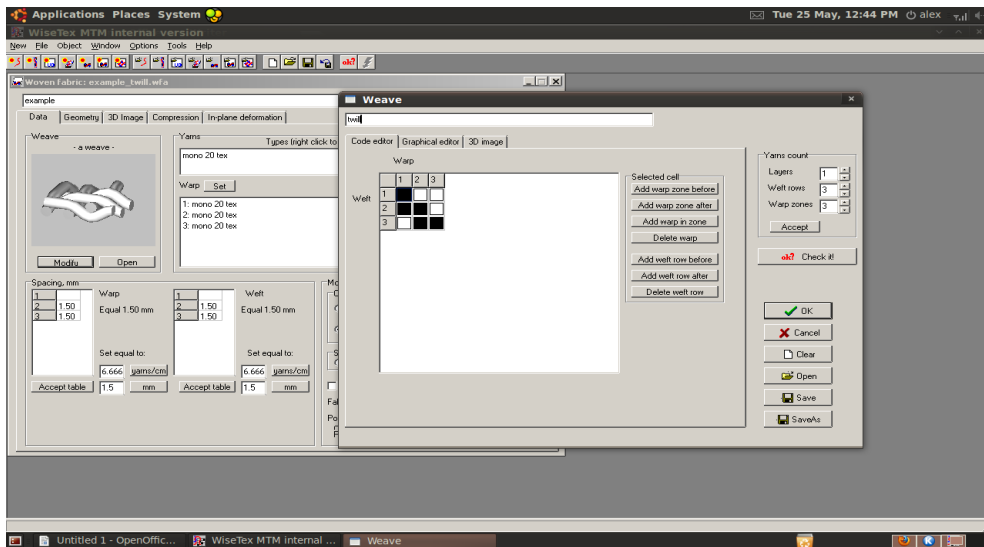 Applications Places System
Tue 25 May, 12:44 PM alex
WiseTex MTM internal version
New File Object Window Options Tools Help
ok?
Woven Fabric: example_twill.wfa
example
Data Geometry 3D Image Compression In-plane deformation
Weave
- a weave -
Modify Open
Yarns
Types (right click to
mono 20 tex
Warp Set
1: mono 20 tex
2: mono 20 tex
3: mono 20 tex
Spacing, mm
1
2 1.50
3 1.50
Warp
Equal 1.50 mm
Set equal to:
6.666 yarns/cm
Accept table 1.5 mm
1
2 1.50
3 1.50
Weft
Equal 1.50 mm
Set equal to:
6.666 yarns/cm
Accept table 1.5 mm
Mo
Fal
Po
Weave
twill
Code editor Graphical editor 3D image
Warp
1 2 3
Weft
1
2
3
Selected cell
Add warp zone before
Add warp zone after
Add warp in zone
Delete warp
Add weft row before
Add weft row after
Delete weft row
Yarns count
Layers 1
Weft rows 3
Warp zones 3
Accept
ok? Check it!
OK
Cancel
Clear
Open
Save
SaveAs
Untitled 1 - OpenOffic... WiseTex MTM internal ... Weave